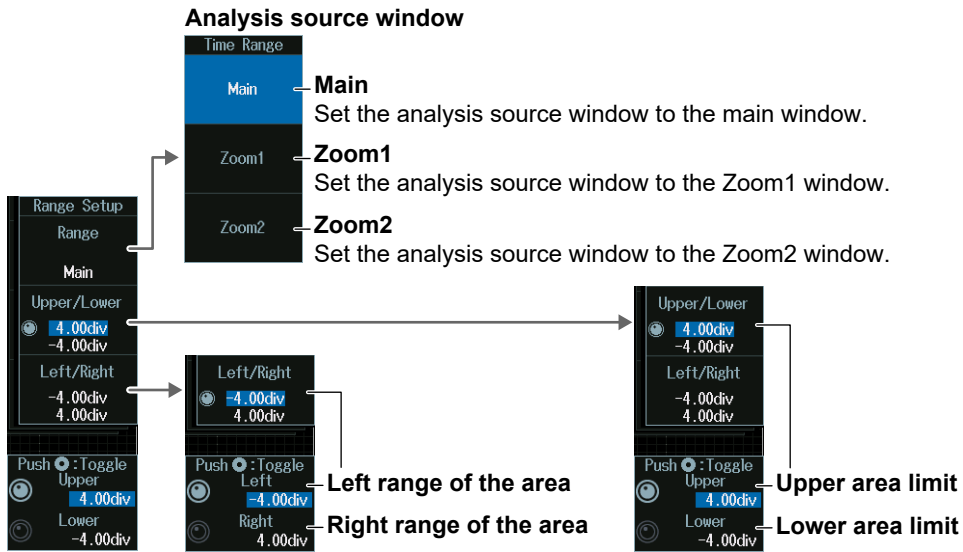 Analysis source window
Time Range
Main
Main
Set the analysis source window to the main window.
Zoom1
Zoom1
Set the analysis source window to the Zoom1 window.
Zoom2
Zoom2
Set the analysis source window to the Zoom2 window.
Range Setup
Range
Main
Upper/Lower
4.00div
-4.00div
Left/Right
-4.00div
4.00div
Push :Toggle
Upper
4.00div
Lower
-4.00div
Left/Right
-4.00div
4.00div
Push :Toggle
Left
-4.00div
Right
4.00div
Left range of the area
Right range of the area
Upper/Lower
4.00div
-4.00div
Left/Right
-4.00div
4.00div
Push :Toggle
Upper
4.00div
Lower
-4.00div
Upper area limit
Lower area limit